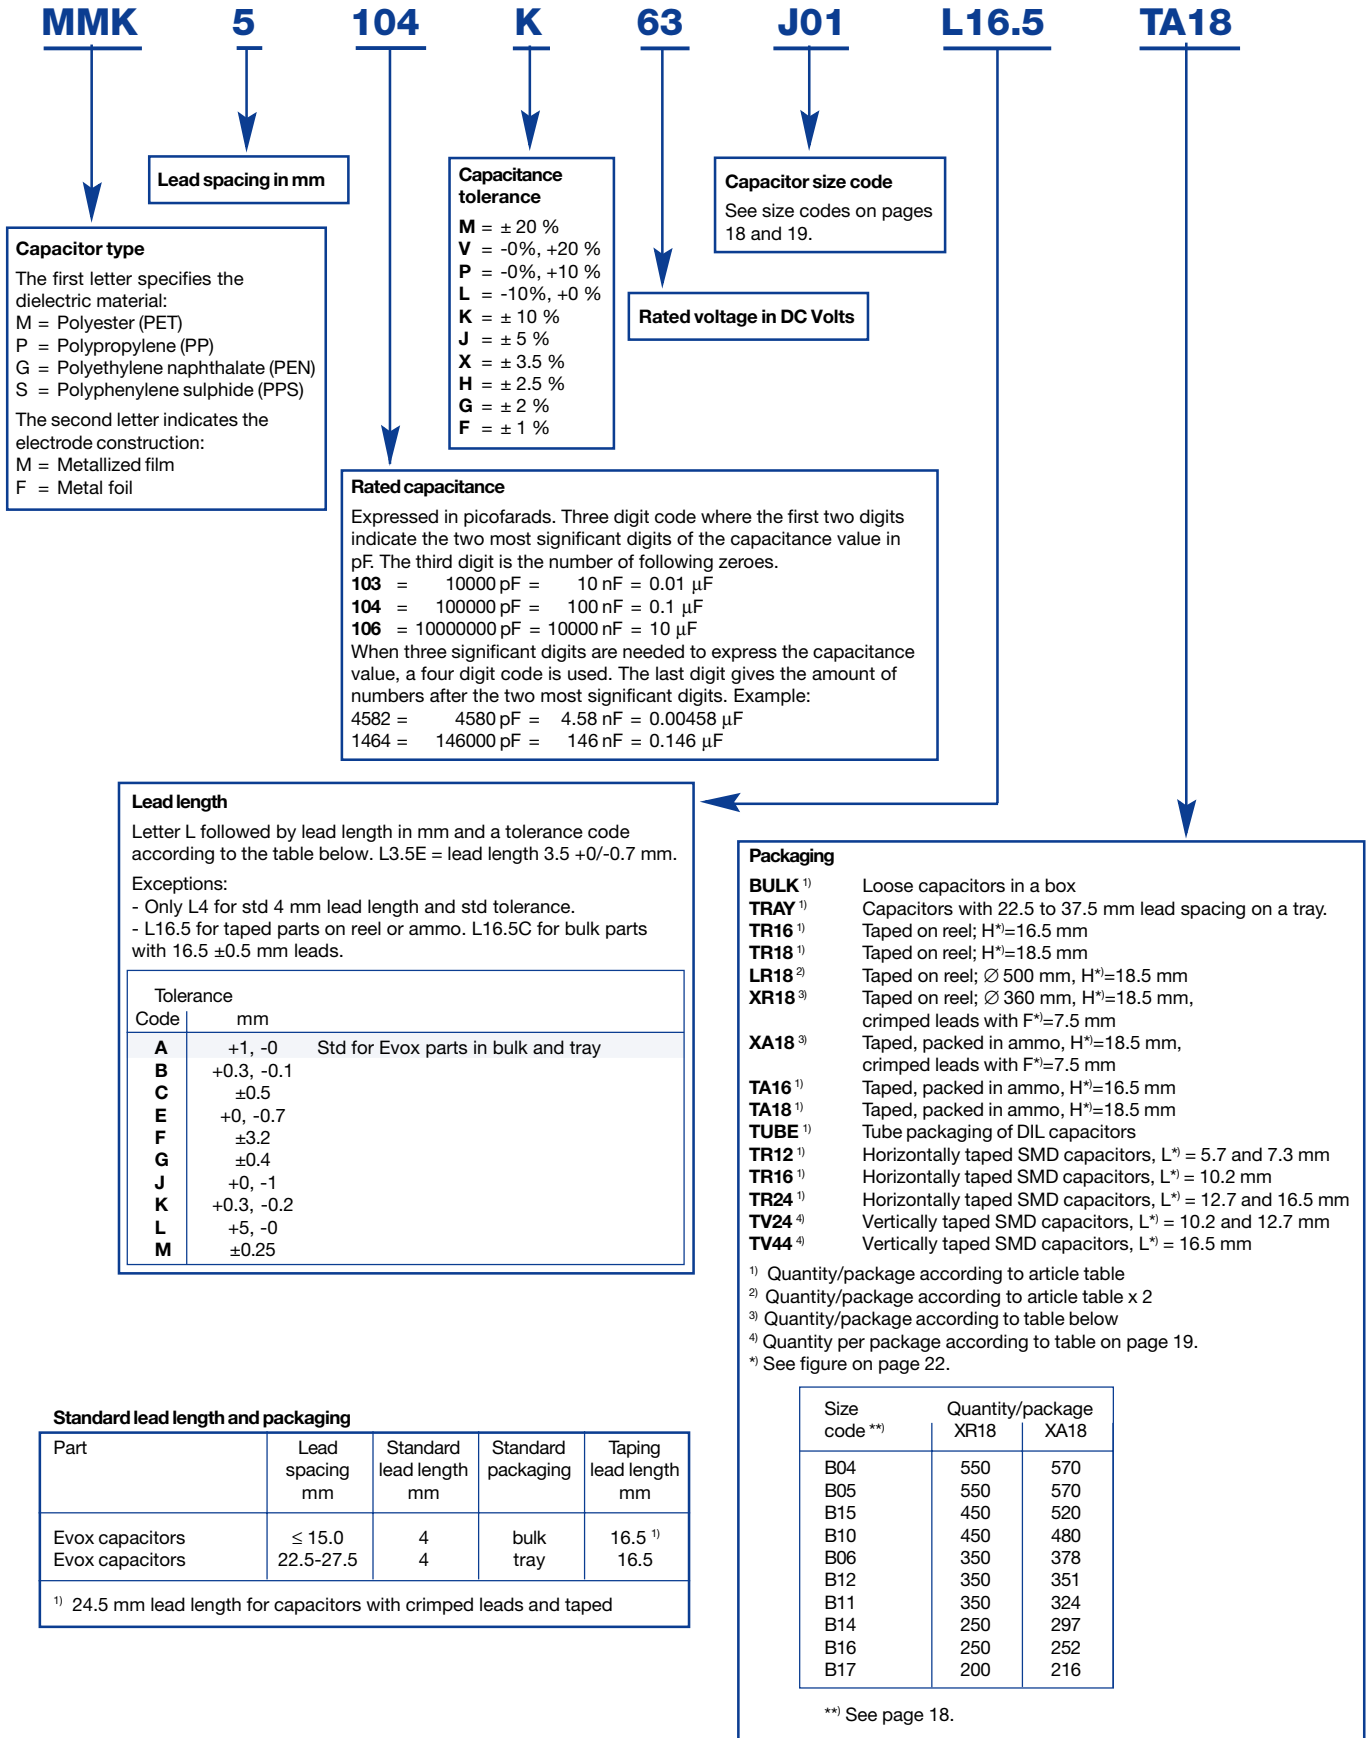 MMK 5 104 K 63 J01 L16.5 TA18
Lead spacing in mm
Capacitor type
The first letter specifies the
dielectric material:
M = Polyester (PET)
P = Polypropylene (PP)
G = Polyethylene naphthalate (PEN)
S = Polyphenylene sulphide (PPS)
The second letter indicates the
electrode construction:
M = Metallized film
F = Metal foil
Capacitance
tolerance
M = ± 20 %
V = -0%, +20 %
P = -0%, +10 %
L = -10%, +0 %
K = ± 10 %
J = ± 5 %
X = ± 3.5 %
H = ± 2.5 %
G = ± 2 %
F = ± 1 %
Capacitor size code
See size codes on pages
18 and 19.
Rated voltage in DC Volts
Rated capacitance
Expressed in picofarads. Three digit code where the first two digits
indicate the two most significant digits of the capacitance value in
pF. The third digit is the number of following zeroes.
103 = 10000 pF = 10 nF = 0.01 µF
104 = 100000 pF = 100 nF = 0.1 µF
106 = 10000000 pF = 10000 nF = 10 µF
When three significant digits are needed to express the capacitance
value, a four digit code is used. The last digit gives the amount of
numbers after the two most significant digits. Example:
4582 = 4580 pF = 4.58 nF = 0.00458 µF
1464 = 146000 pF = 146 nF = 0.146 µF
Lead length
Letter L followed by lead length in mm and a tolerance code
according to the table below. L3.5E = lead length 3.5 +0/-0.7 mm.
Exceptions:
- Only L4 for std 4 mm lead length and std tolerance.
- L16.5 for taped parts on reel or ammo. L16.5C for bulk parts
with 16.5 ±0.5 mm leads.
Tolerance
Code mm
A +1, -0 Std for Evox parts in bulk and tray
B +0.3, -0.1
C ±0.5
E +0, -0.7
F ±3.2
G ±0.4
J +0, -1
K +0.3, -0.2
L +5, -0
M ±0.25
Packaging
BULK 1) Loose capacitors in a box
TRAY 1) Capacitors with 22.5 to 37.5 mm lead spacing on a tray.
TR16 1) Taped on reel; H*)=16.5 mm
TR18 1) Taped on reel; H*)=18.5 mm
LR18 2) Taped on reel; ∅ 500 mm, H*)=18.5 mm
XR18 3) Taped on reel; ∅ 360 mm, H*)=18.5 mm,
crimped leads with F*)=7.5 mm
XA18 3) Taped, packed in ammo, H*)=18.5 mm,
crimped leads with F*)=7.5 mm
TA16 1) Taped, packed in ammo, H*)=16.5 mm
TA18 1) Taped, packed in ammo, H*)=18.5 mm
TUBE 1) Tube packaging of DIL capacitors
TR12 1) Horizontally taped SMD capacitors, L*) = 5.7 and 7.3 mm
TR16 1) Horizontally taped SMD capacitors, L*) = 10.2 mm
TR24 1) Horizontally taped SMD capacitors, L*) = 12.7 and 16.5 mm
TV24 4) Vertically taped SMD capacitors, L*) = 10.2 and 12.7 mm
TV44 4) Vertically taped SMD capacitors, L*) = 16.5 mm
1) Quantity/package according to article table
2) Quantity/package according to article table x 2
3) Quantity/package according to table below
4) Quantity per package according to table on page 19.
*) See figure on page 22.
Size Quantity/package
code **) XR18 XA18
B04 550 570
B05 550 570
B15 450 520
B10 450 480
B06 350 378
B12 350 351
B11 350 324
B14 250 297
B16 250 252
B17 200 216
**) See page 18.
Standard lead length and packaging
Part Lead Standard Standard Taping
spacing lead length packaging lead length
mm mm mm
Evox capacitors ≤ 15.0 4 bulk 16.5 1)
Evox capacitors 22.5-27.5 4 tray 16.5
1) 24.5 mm lead length for capacitors with crimped leads and taped